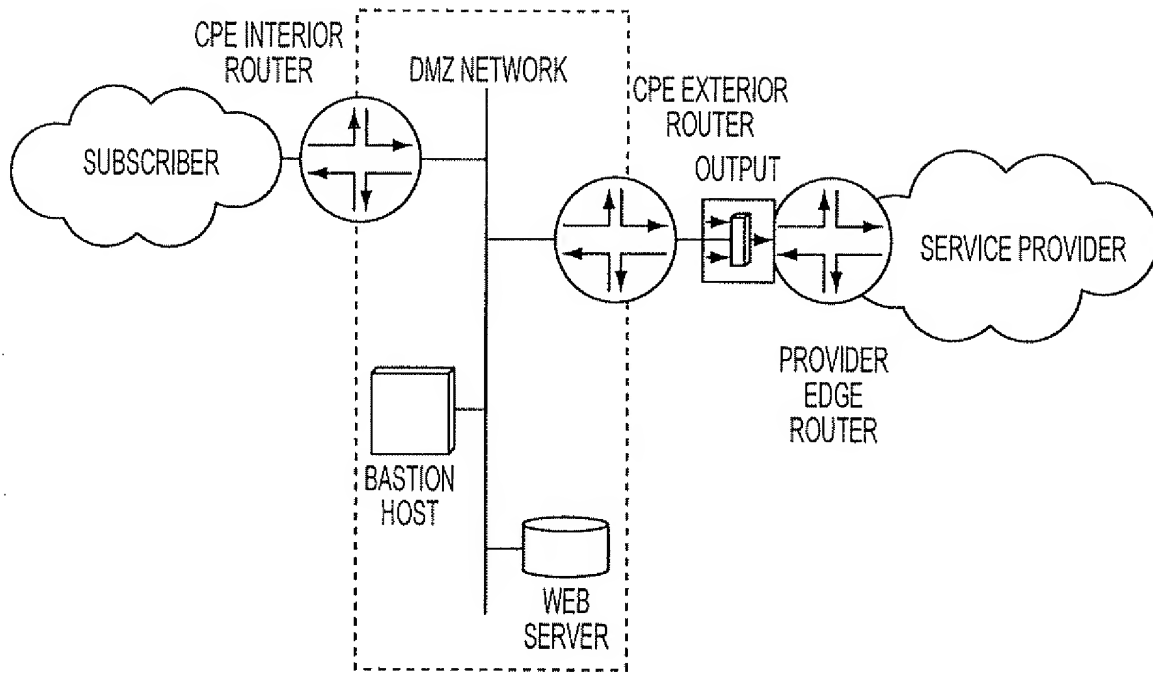 CPE INTERIOR
ROUTER
DMZ NETWORK
CPE EXTERIOR
ROUTER
SUBSCRIBER
OUTPUT
SERVICE PROVIDER
PROVIDER
EDGE
ROUTER
BASTION
HOST
WEB
SERVER